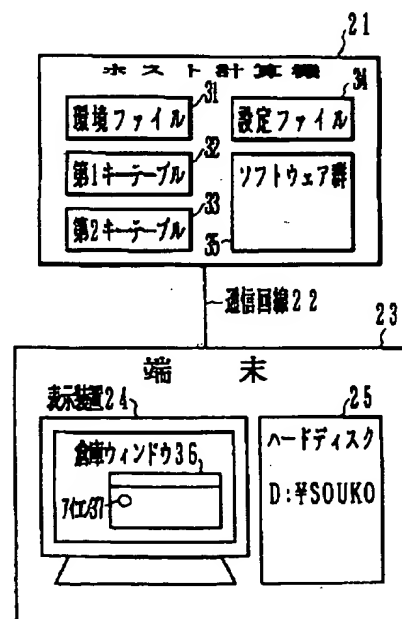 21
ホスト計算機
31
34
環境ファイル
設定ファイル
32
第1キーテーブル
ソフトウェア群
33
第2キーテーブル
35
通信回線22
23
端末
表示装置24
25
倉庫ウィンドウ36
ハードディスク
D:¥SOUKO
アイコン37